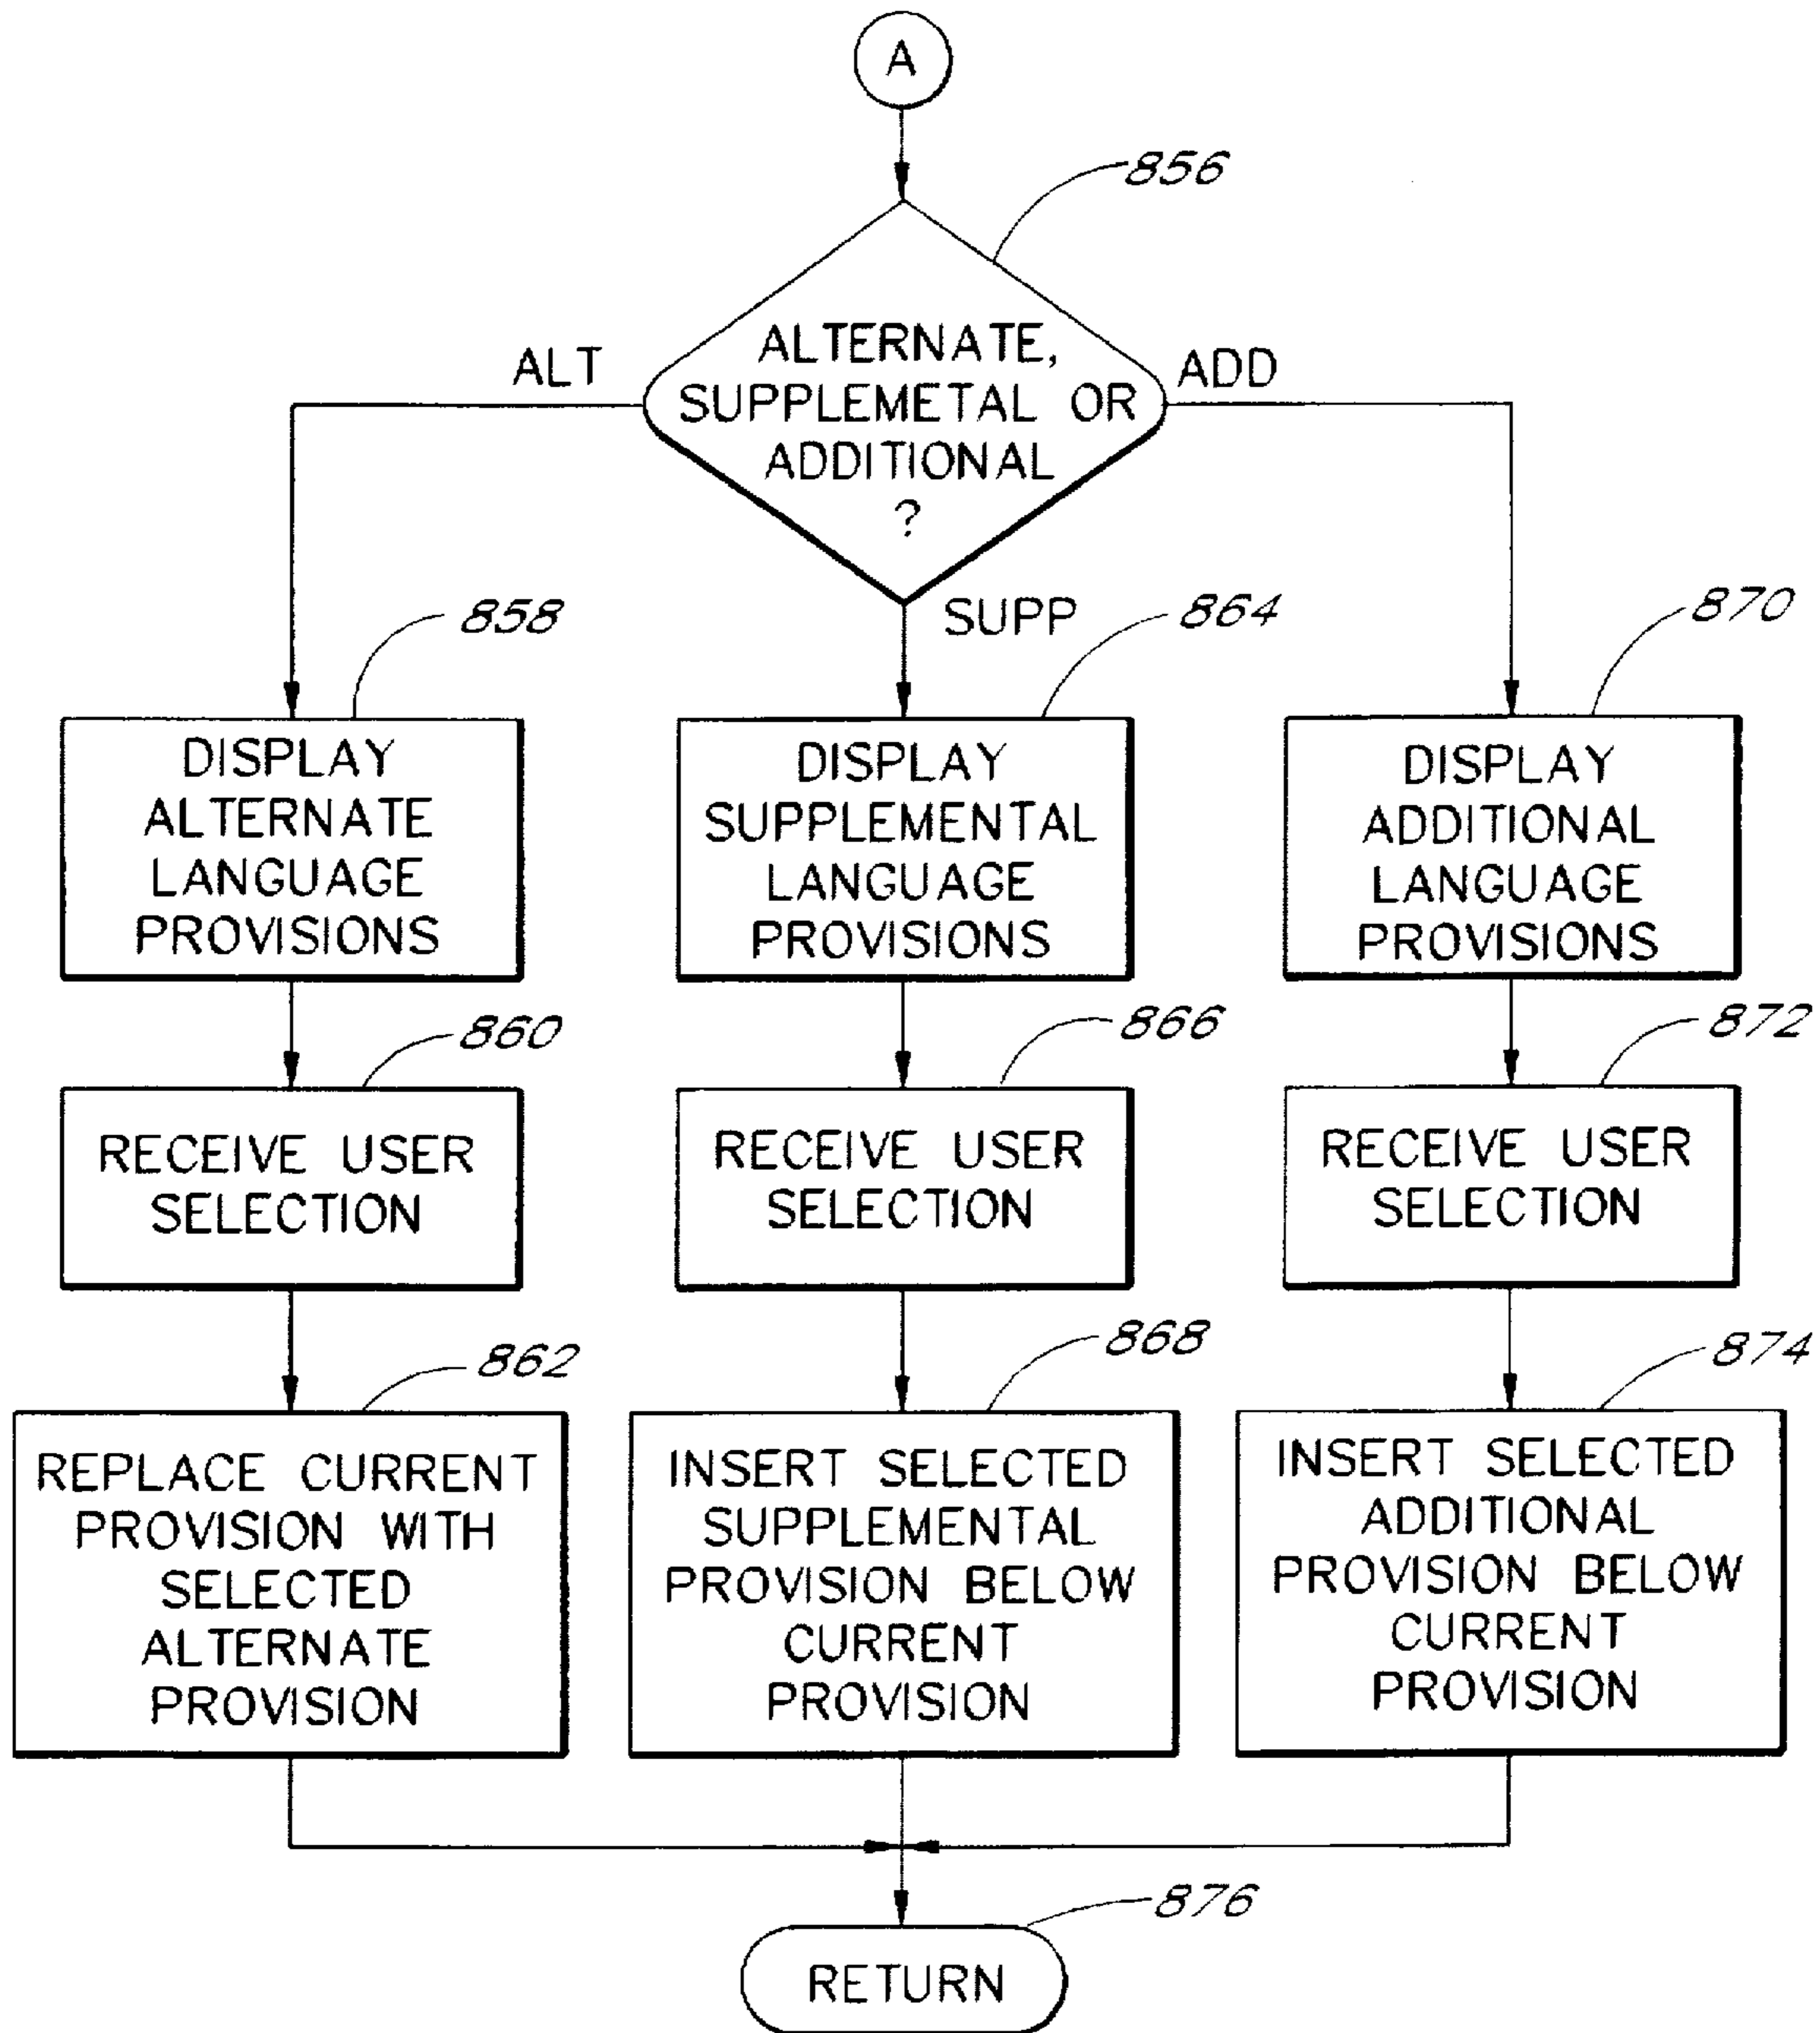 A
856
ALTERNATE,
SUPPLEMETAL OR
ADDITIONAL
?
ALT
ADD
SUPP
858
DISPLAY
ALTERNATE
LANGUAGE
PROVISIONS
864
DISPLAY
SUPPLEMENTAL
LANGUAGE
PROVISIONS
870
DISPLAY
ADDITIONAL
LANGUAGE
PROVISIONS
860
RECEIVE USER
SELECTION
866
RECEIVE USER
SELECTION
872
RECEIVE USER
SELECTION
862
REPLACE CURRENT
PROVISION WITH
SELECTED
ALTERNATE
PROVISION
868
INSERT SELECTED
SUPPLEMENTAL
PROVISION BELOW
CURRENT
PROVISION
874
INSERT SELECTED
ADDITIONAL
PROVISION BELOW
CURRENT
PROVISION
876
RETURN